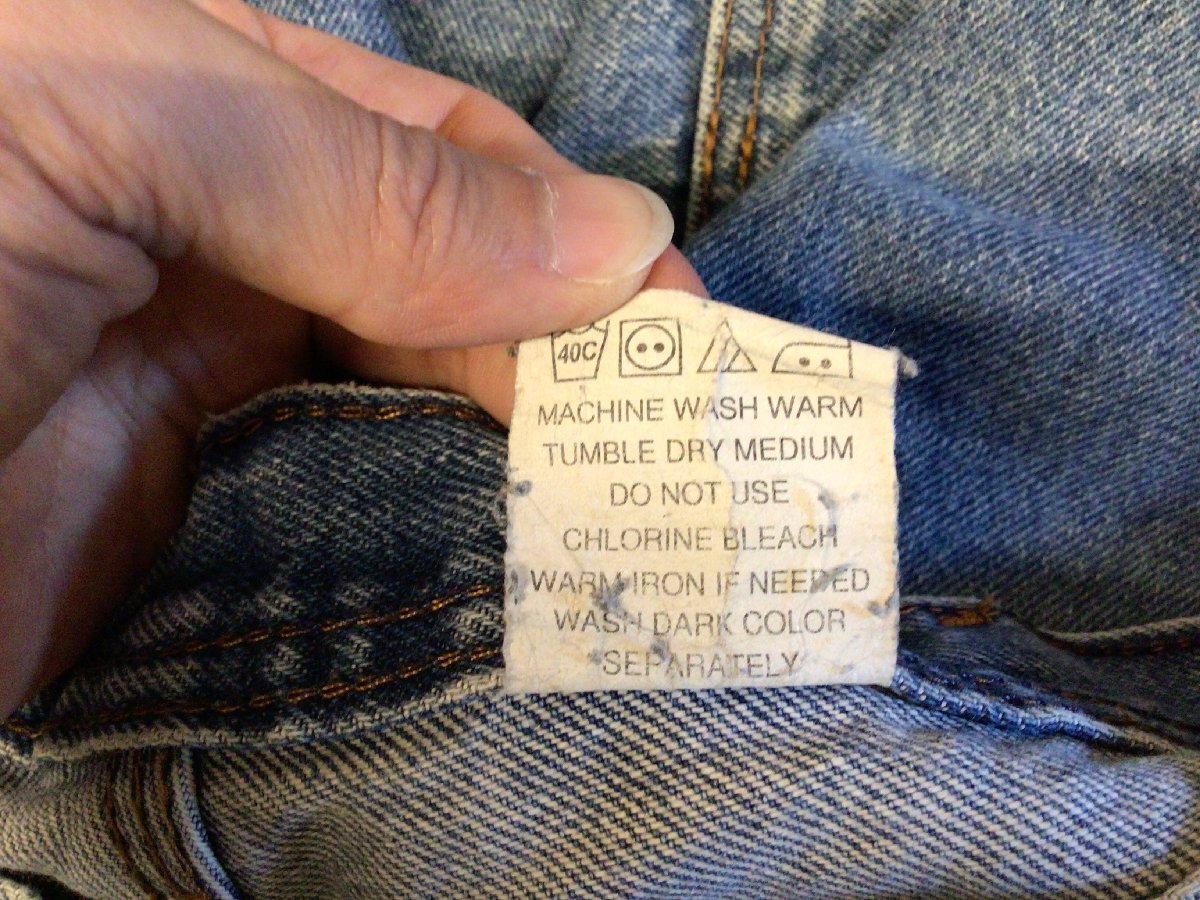 40C
MACHINE WASH WARM
TUMBLE DRY MEDIUM
DO NOT USE
CHLORINE BLEACH
WARM IRON IF NEEDED
WASH DARK COLOR
SEPARATELY